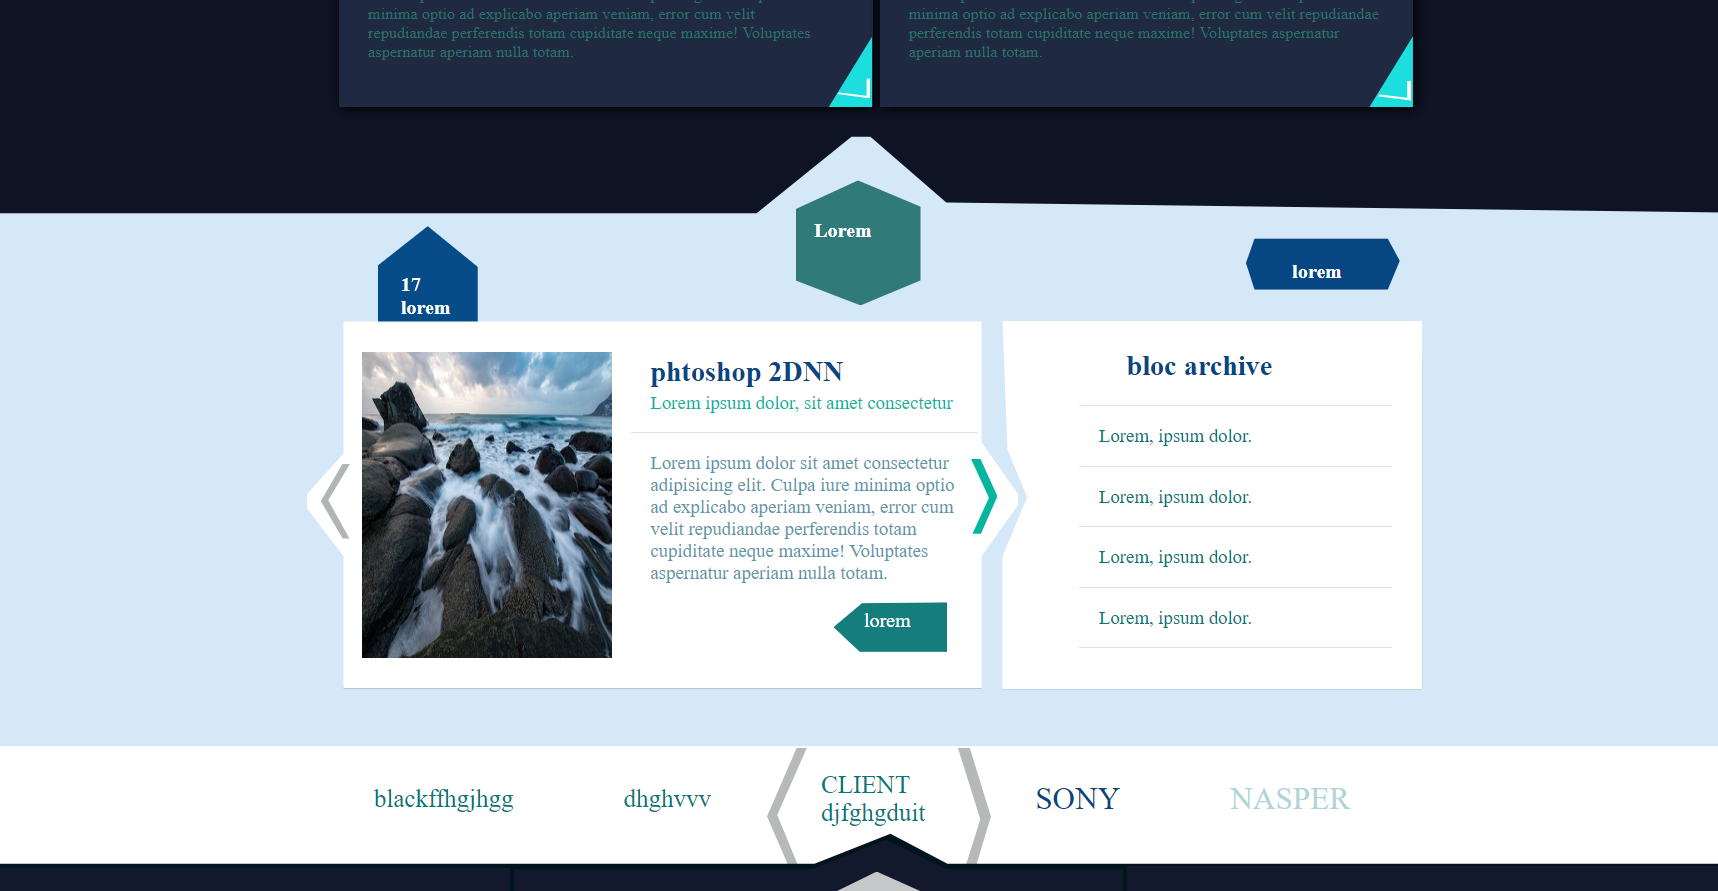 minima optio ad explicabo aperiam veniam, error cum velit
repudiandae perferendis totam cupiditate neque maxime! Voluptates
aspernatur aperiam nulla totam.
minima optio ad explicabo aperiam veniam, error cum velit repudiandae
perferendis totam cupiditate neque maxime! Voluptates aspernatur
aperiam nulla totam.
Lorem
17
lorem
lorem
phtoshop 2DNN
Lorem ipsum dolor, sit amet consectetur
Lorem ipsum dolor sit amet consectetur
adipisicing elit. Culpa iure minima optio
ad explicabo aperiam veniam, error cum
velit repudiandae perferendis totam
cupiditate neque maxime! Voluptates
aspernatur aperiam nulla totam.
lorem
bloc archive
Lorem, ipsum dolor.
Lorem, ipsum dolor.
Lorem, ipsum dolor.
Lorem, ipsum dolor.
blackffhgjhgg
dhghvvv
CLIENT
djfghgduit
SONY
NASPER